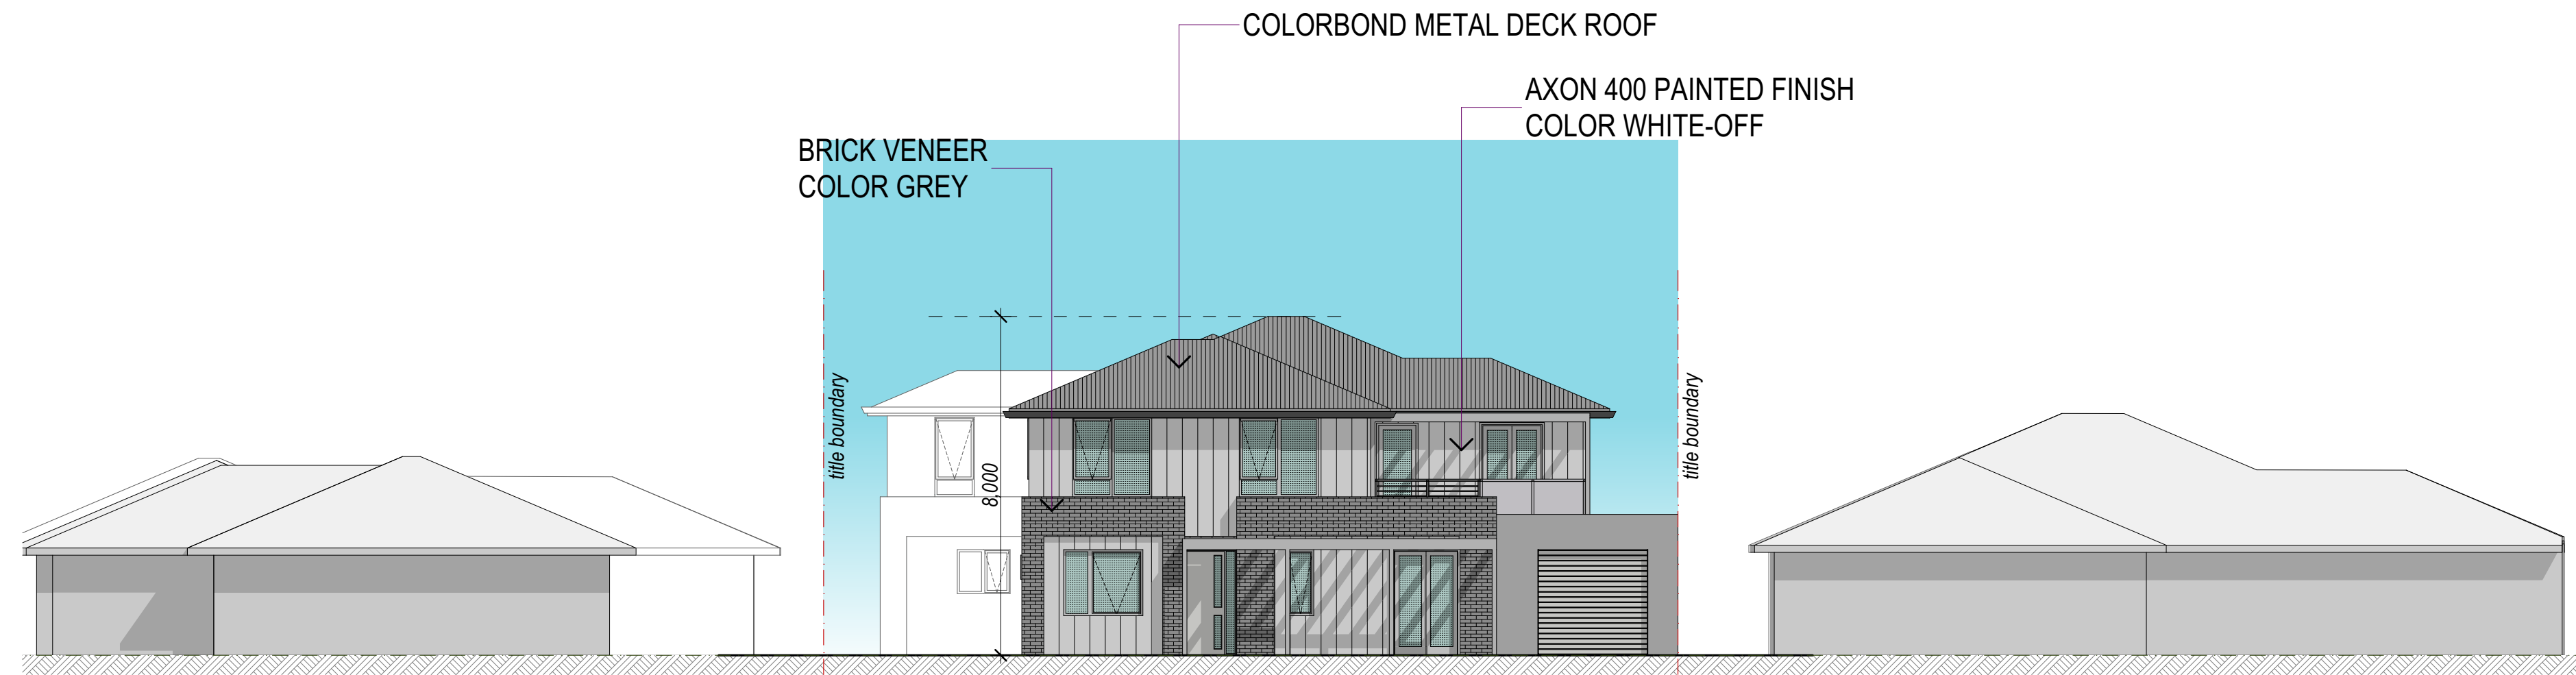 COLORBOND METAL DECK ROOF
AXON 400 PAINTED FINISH
COLOR WHITE-OFF
BRICK VENEER
COLOR GREY
title boundary
8,000
title boundary